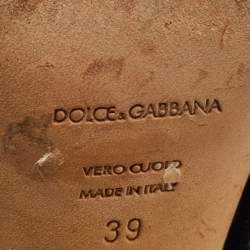 DOLCE & GABBANA
VERO CUOIO
MADE IN ITALY
39